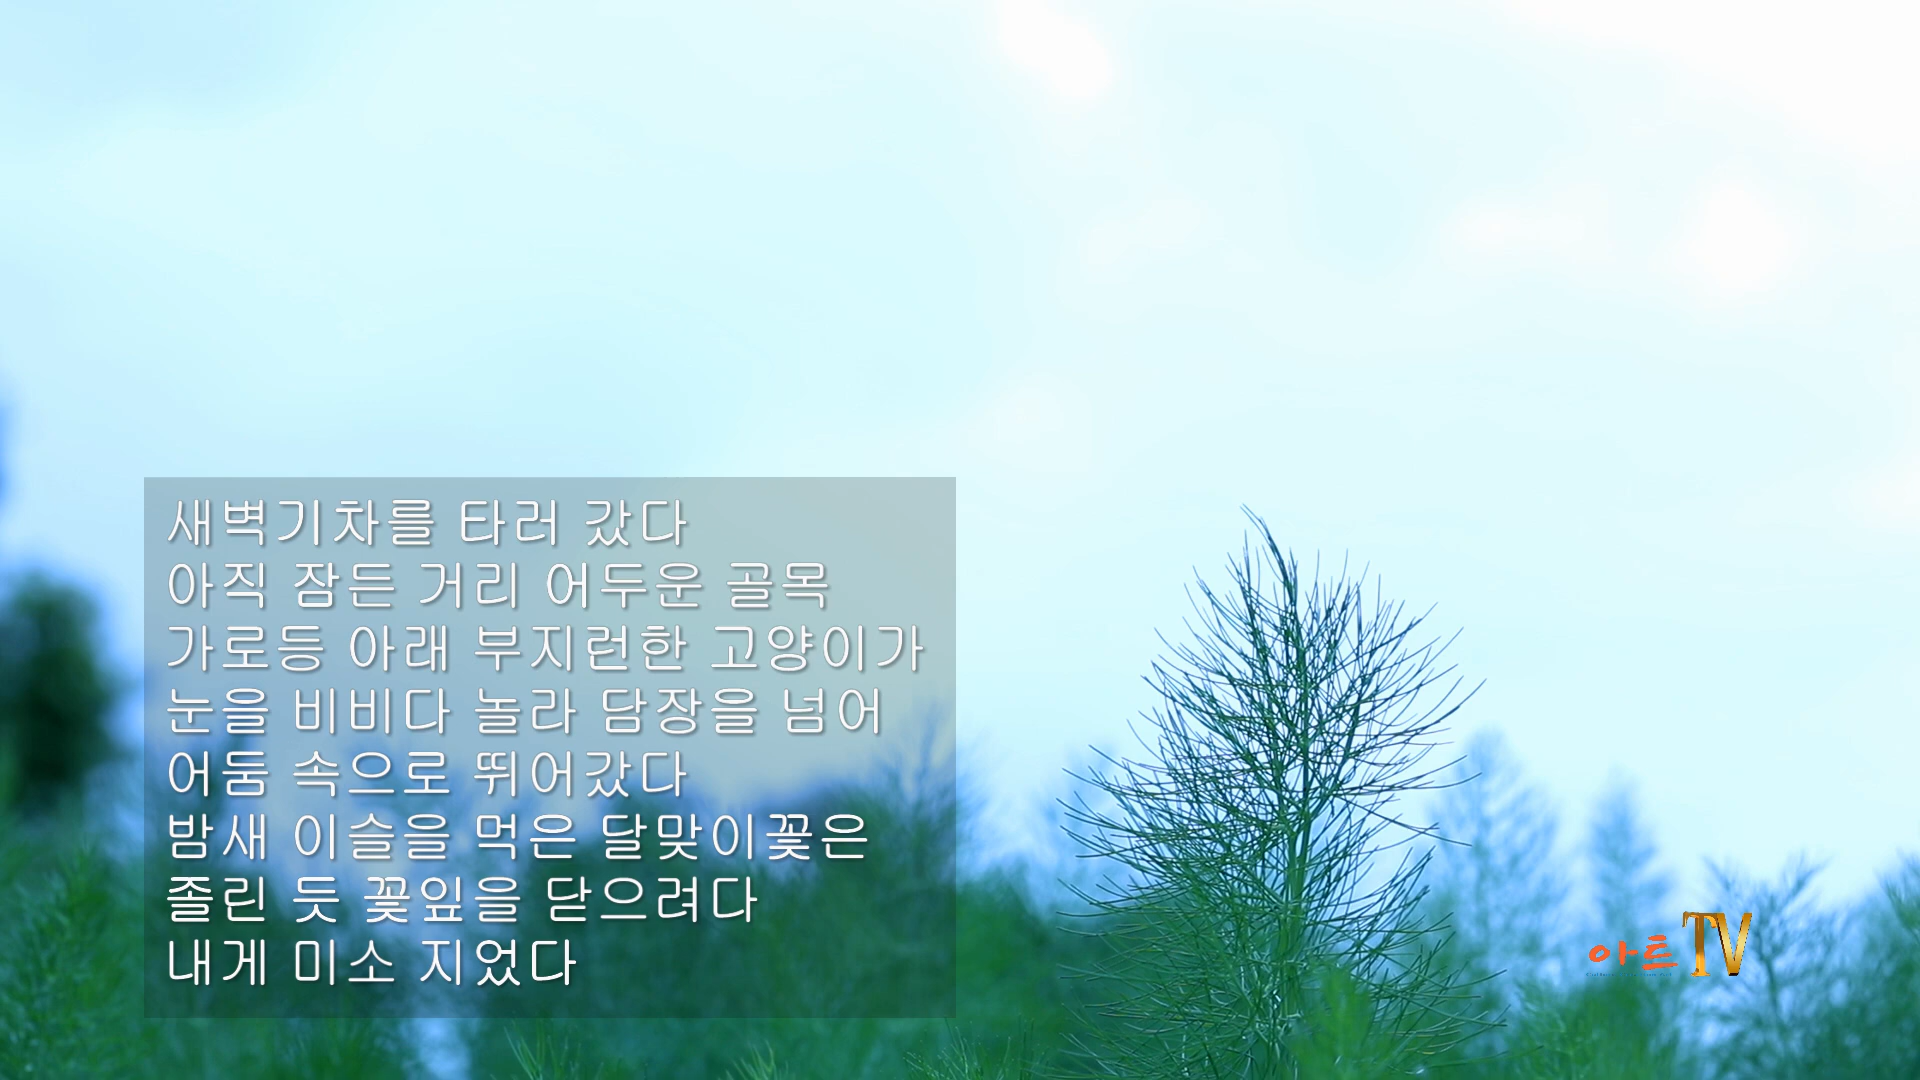 새벽기차를 타러 갔다
아직 잠든 거리 어두운 골목
가로등 아래 부지런한 고양이가
눈을 비비다 놀라 담장을 넘어
어둠 속으로 뛰어갔다
밤새 이슬을 먹은 달맞이꽃은
졸린 듯 꽃잎을 닫으려다
내게 미소 지었다
아트TV